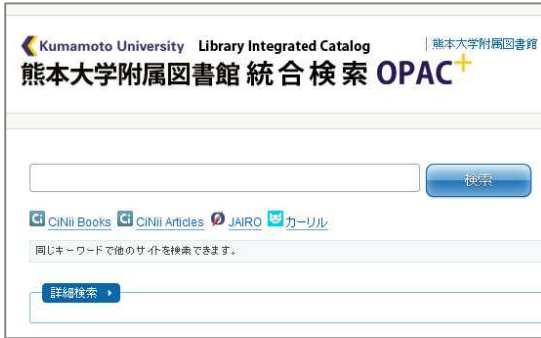 Kumamoto University Library Integrated Catalog
熊本大学附属図書館
熊本大学附属図書館 統合検索 OPAC+
検索
CiNii Books CiNii Articles JAIRO カーリル
同じキーワードで他のサイトを検索できます。
詳細検索